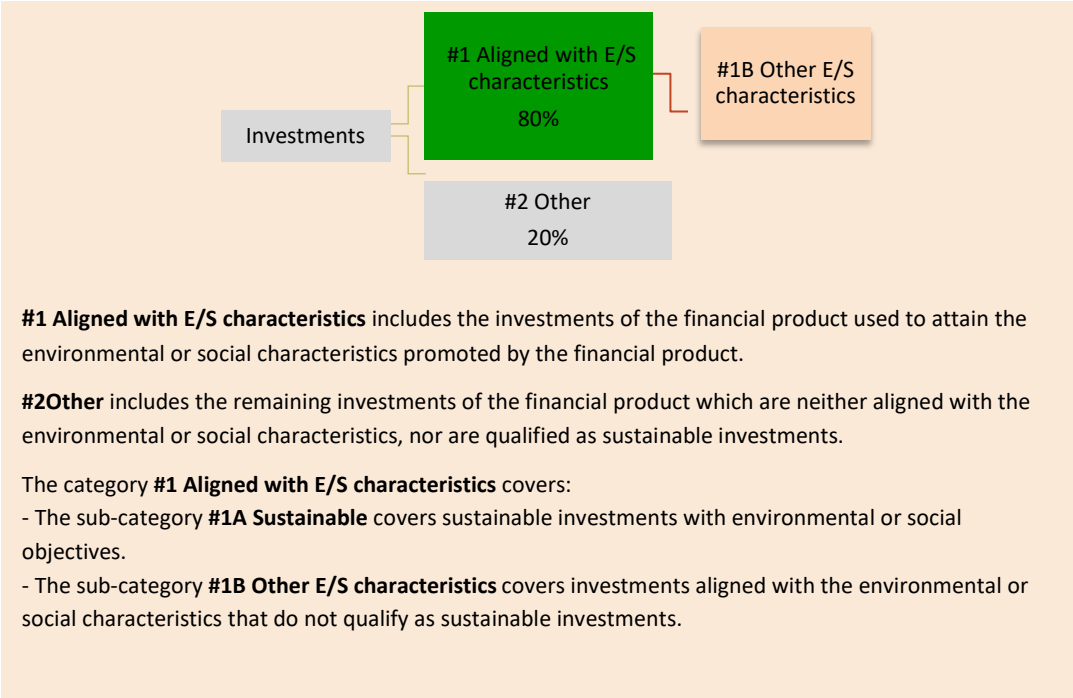 #1 Aligned with E/S
characteristics
80%
#1B Other E/S
characteristics
Investments
#2 Other
20%
#1 Aligned with E/S characteristics includes the investments of the financial product used to attain the
environmental or social characteristics promoted by the financial product.
#2Other includes the remaining investments of the financial product which are neither aligned with the
environmental or social characteristics, nor are qualified as sustainable investments.
The category #1 Aligned with E/S characteristics covers:
- The sub-category #1A Sustainable covers sustainable investments with environmental or social
objectives.
- The sub-category #1B Other E/S characteristics covers investments aligned with the environmental or
social characteristics that do not qualify as sustainable investments.